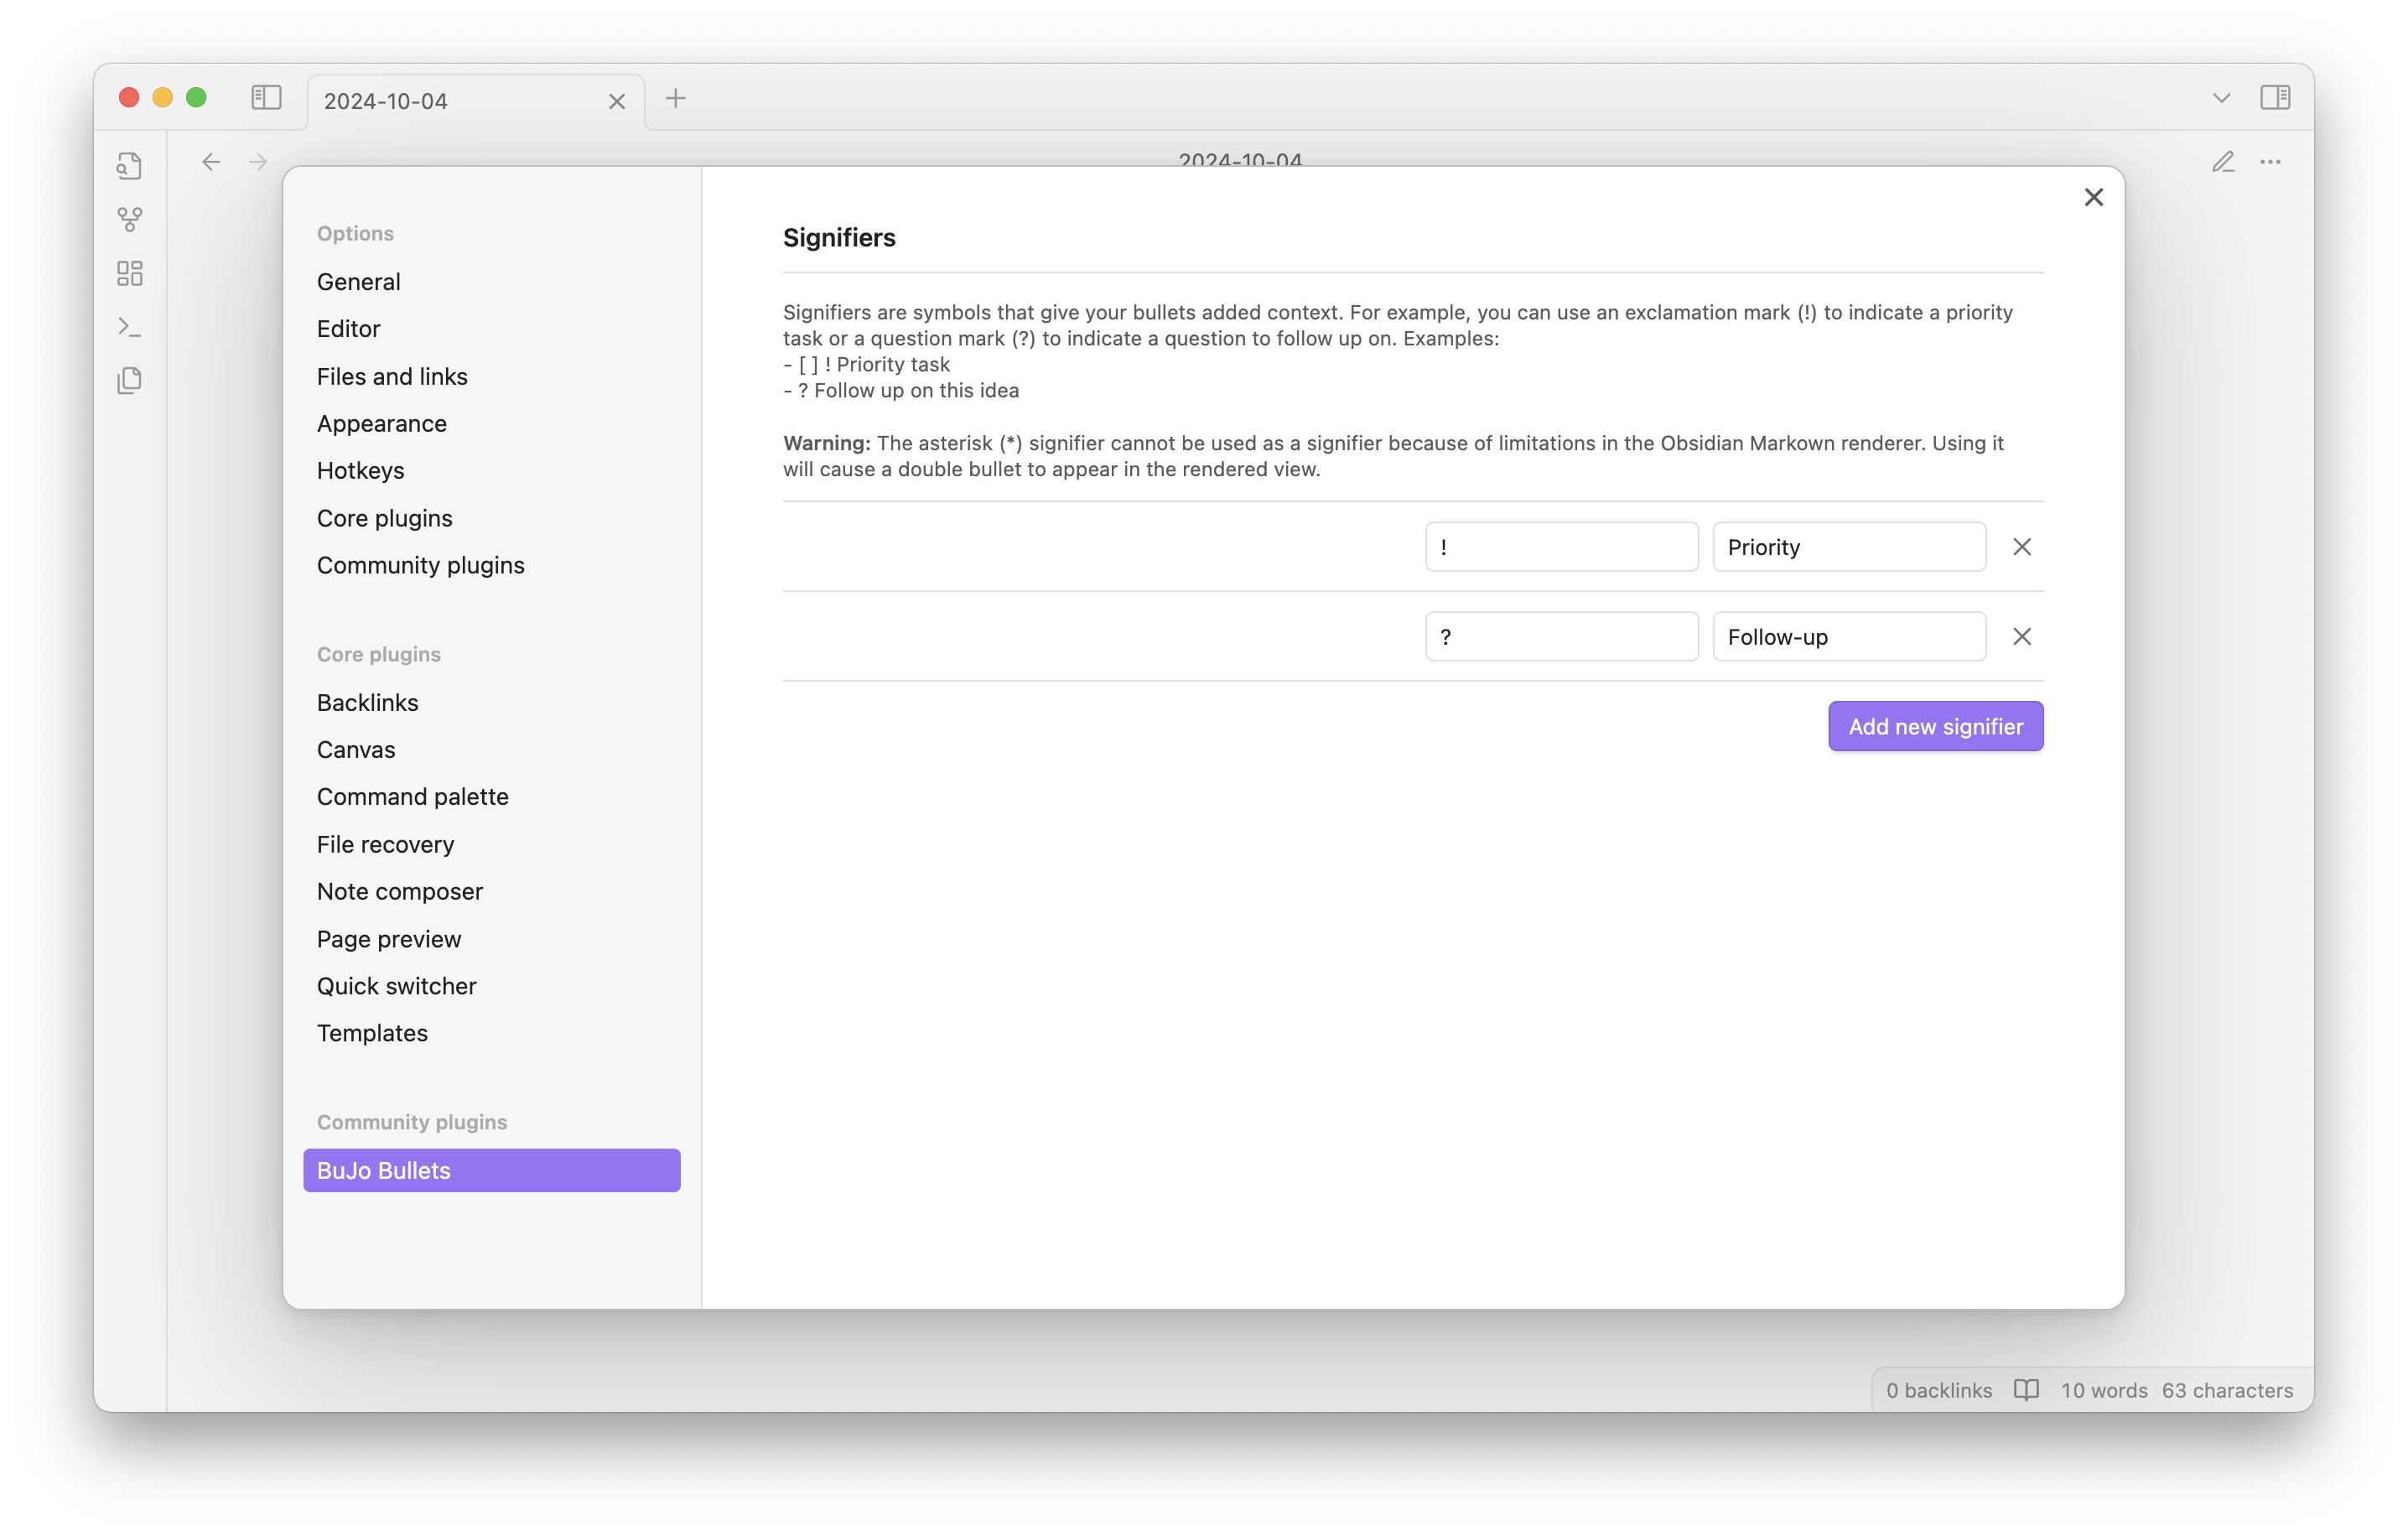 2024-10-04
2024-10-04
Options
General
Editor
Files and links
Appearance
Hotkeys
Core plugins
Community plugins
Core plugins
Backlinks
Canvas
Command palette
File recovery
Note composer
Page preview
Quick switcher
Templates
Community plugins
BuJo Bullets
Signifiers
Signifiers are symbols that give your bullets added context. For example, you can use an exclamation mark (!) to indicate a priority
task or a question mark (?) to indicate a question to follow up on. Examples:
- [ ] ! Priority task
- ? Follow up on this idea
Warning: The asterisk (*) signifier cannot be used as a signifier because of limitations in the Obsidian Markown renderer. Using it
will cause a double bullet to appear in the rendered view.
! Priority
? Follow-up
Add new signifier
0 backlinks 10 words 63 characters